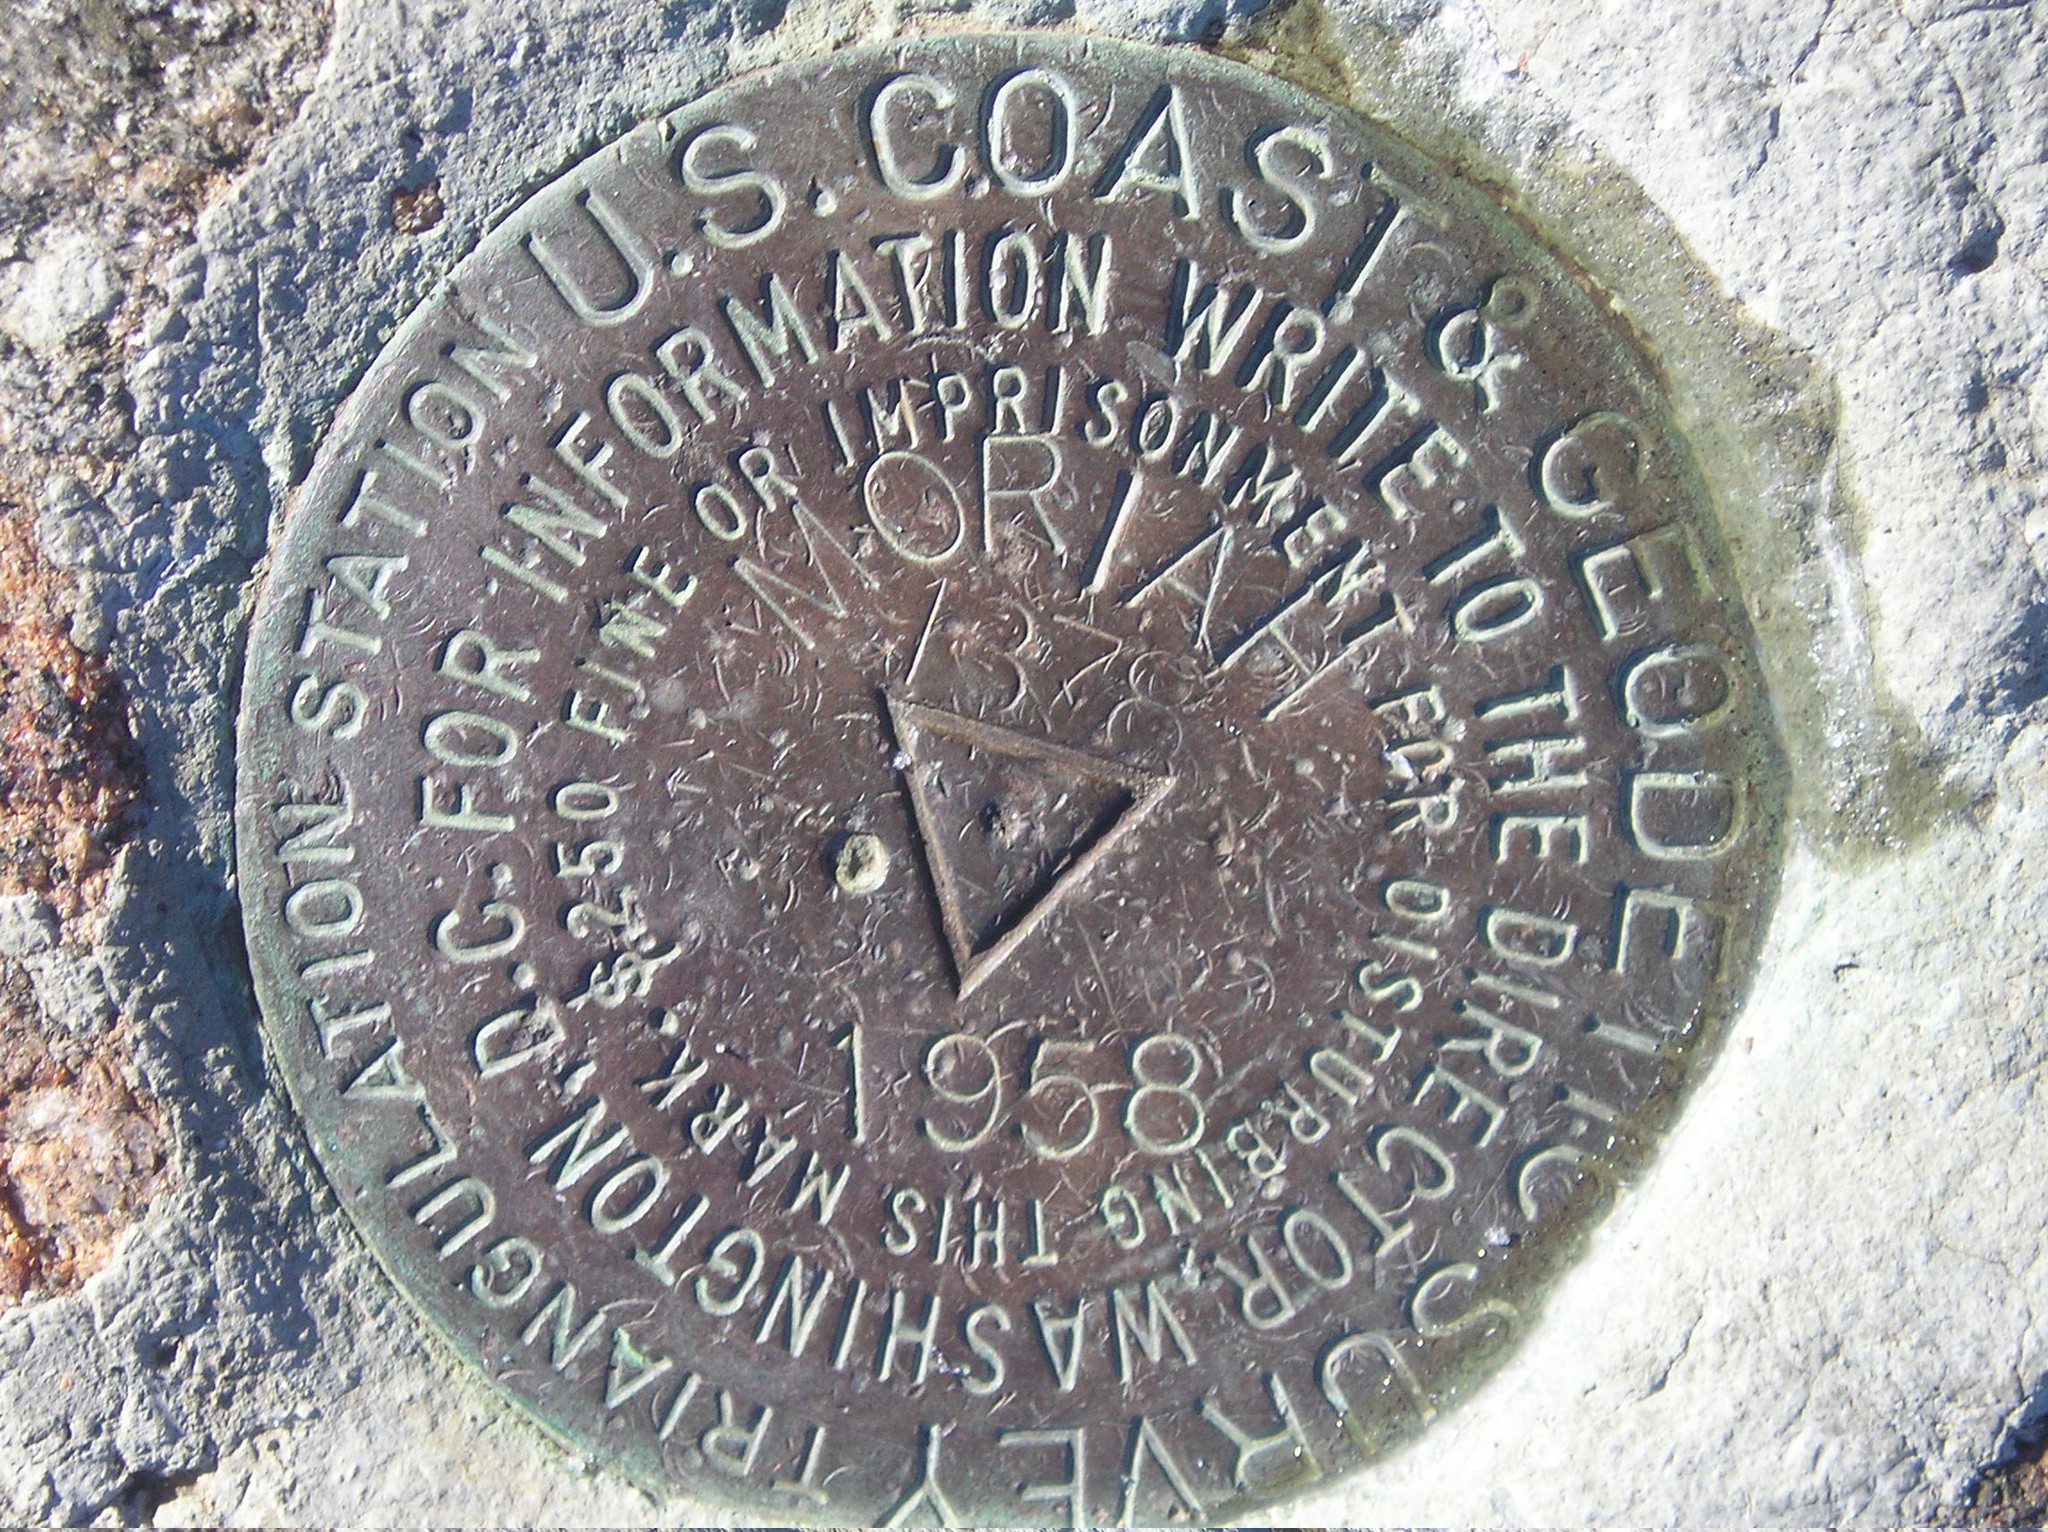 U.S. COAST & GEODETIC SURVEY
TRIANGULATION STATION
FOR INFORMATION WRITE TO THE DIRECTOR WASHINGTON, D.C.
$250 FINE OR IMPRISONMENT FOR DISTURBING THIS MARK.
MORIAH
1958